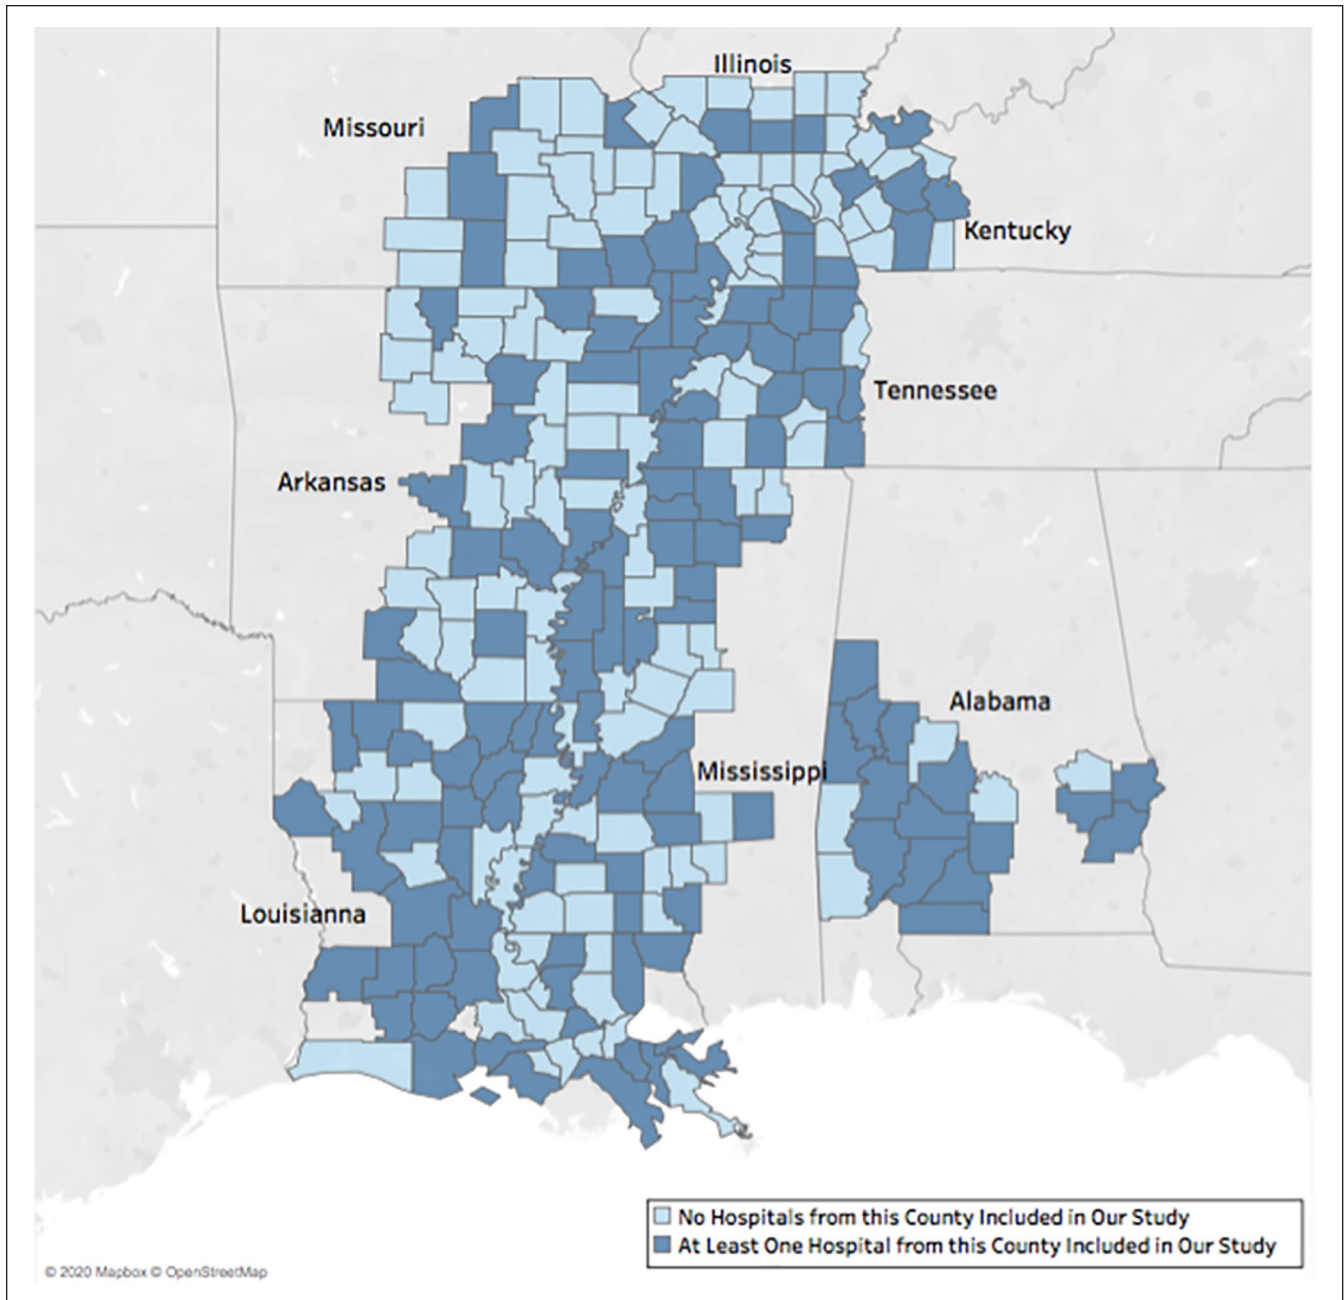 Illinois
Missouri
Kentucky
Tennessee
Arkansas
Alabama
Mississippi
Louisianna
No Hospitals from this County Included in Our Study
At Least One Hospital from this County Included in Our Study
© 2020 Mapbox © OpenStreetMap